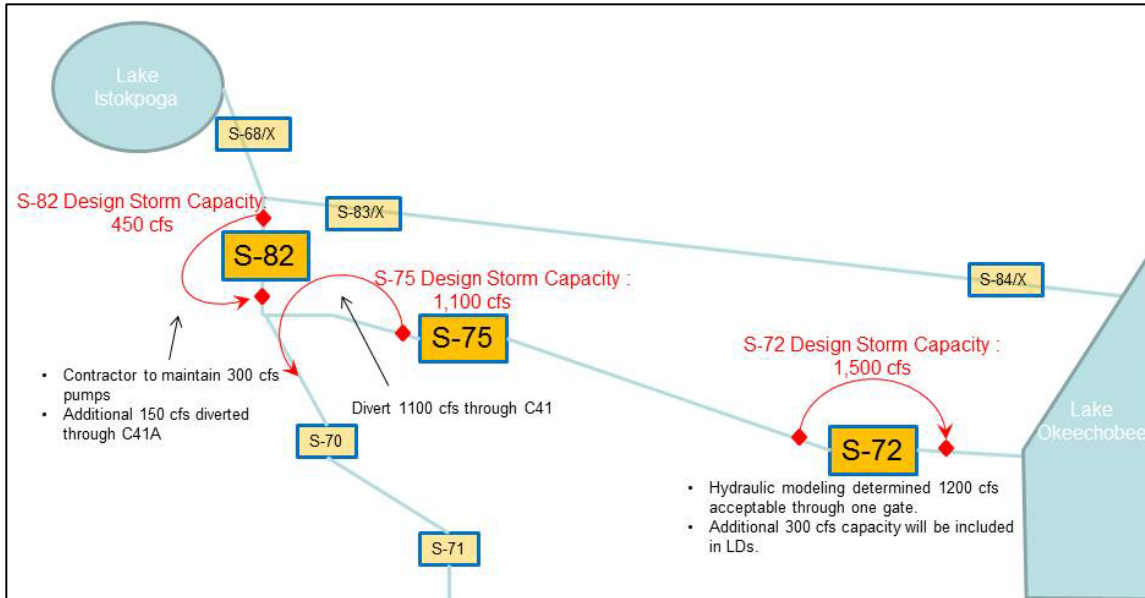 Lake
Istokpoga
S-68/X
S-82 Design Storm Capacity:
450 cfs
S-83/X
S-82
S-75 Design Storm Capacity :
1,100 cfs
S-84/X
S-75
S-72 Design Storm Capacity :
1,500 cfs
• Contractor to maintain 300 cfs
pumps
• Additional 150 cfs diverted
through C41A
Divert 1100 cfs through C41
Lake
Okeechobee
S-70
S-72
• Hydraulic modeling determined 1200 cfs
acceptable through one gate.
• Additional 300 cfs capacity will be included
in LDs.
S-71